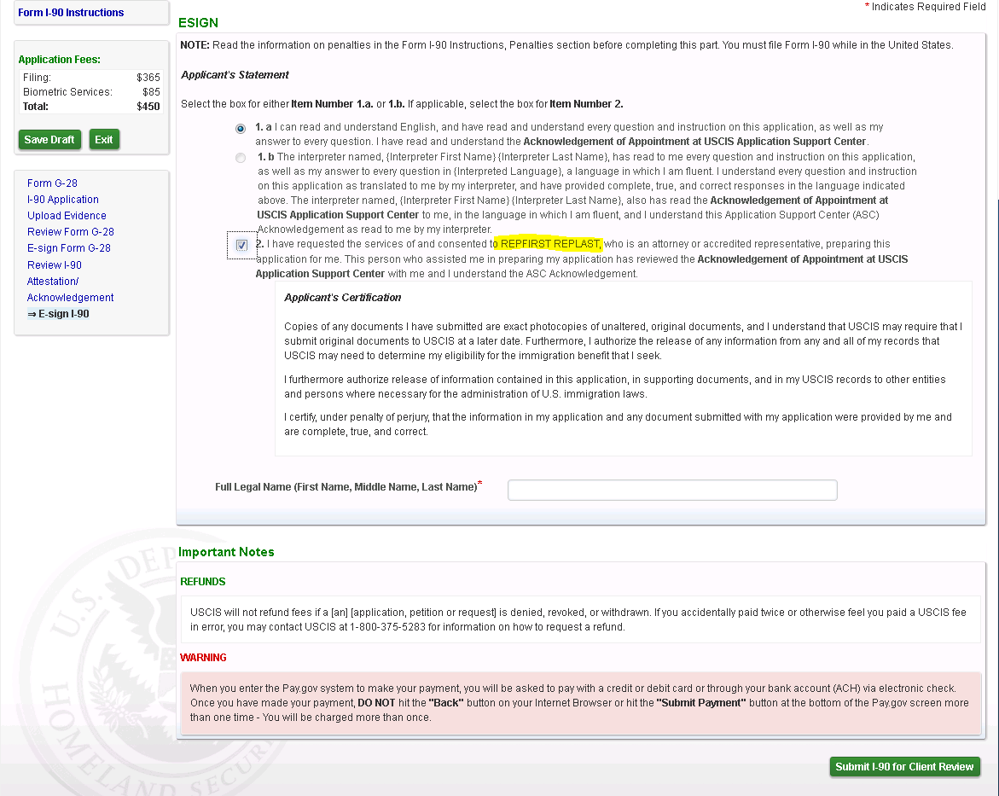 Form I-90 Instructions
* Indicates Required Field
Application Fees:
Filing: $365
Biometric Services: $85
Total: $450
Save Draft Exit
Form G-28
I-90 Application
Upload Evidence
Review Form G-28
E-sign Form G-28
Review I-90
Attestation/
Acknowledgement
⇒ E-sign I-90
ESIGN
NOTE: Read the information on penalties in the Form I-90 Instructions, Penalties section before completing this part. You must file Form I-90 while in the United States.
Applicant's Statement
Select the box for either Item Number 1.a. or 1.b. If applicable, select the box for Item Number 2.
1. a I can read and understand English, and have read and understand every question and instruction on this application, as well as my
answer to every question. I have read and understand the Acknowledgement of Appointment at USCIS Application Support Center.
1. b The interpreter named, {Interpreter First Name} {Interpreter Last Name}, has read to me every question and instruction on this application,
as well as my answer to every question in {Interpreted Language}, a language in which I am fluent. I understand every question and instruction
on this application as translated to me by my interpreter, and have provided complete, true, and correct responses in the language indicated
above. The interpreter named, {Interpreter First Name} {Interpreter Last Name}, also has read the Acknowledgement of Appointment at
USCIS Application Support Center to me, in the language in which I am fluent, and I understand this Application Support Center (ASC)
Acknowledgement as read to me by my interpreter.
2. I have requested the services of and consented to REPFIRST REPLAST, who is an attorney or accredited representative, preparing this
application for me. This person who assisted me in preparing my application has reviewed the Acknowledgement of Appointment at USCIS
Application Support Center with me and I understand the ASC Acknowledgement.
Applicant's Certification
Copies of any documents I have submitted are exact photocopies of unaltered, original documents, and I understand that USCIS may require that I
submit original documents to USCIS at a later date. Furthermore, I authorize the release of any information from any and all of my records that
USCIS may need to determine my eligibility for the immigration benefit that I seek.
I furthermore authorize release of information contained in this application, in supporting documents, and in my USCIS records to other entities
and persons where necessary for the administration of U.S. immigration laws.
I certify, under penalty of perjury, that the information in my application and any document submitted with my application were provided by me and
are complete, true, and correct.
Full Legal Name (First Name, Middle Name, Last Name)*
Important Notes
REFUNDS
USCIS will not refund fees if a [an] [application, petition or request] is denied, revoked, or withdrawn. If you accidentally paid twice or otherwise feel you paid a USCIS fee
in error, you may contact USCIS at 1-800-375-5283 for information on how to request a refund.
WARNING
When you enter the Pay.gov system to make your payment, you will be asked to pay with a credit or debit card or through your bank account (ACH) via electronic check.
Once you have made your payment, DO NOT hit the "Back" button on your Internet Browser or hit the "Submit Payment" button at the bottom of the Pay.gov screen more
than one time - You will be charged more than once.
Submit I-90 for Client Review
U.S. DEP
HOMELAND SECURI